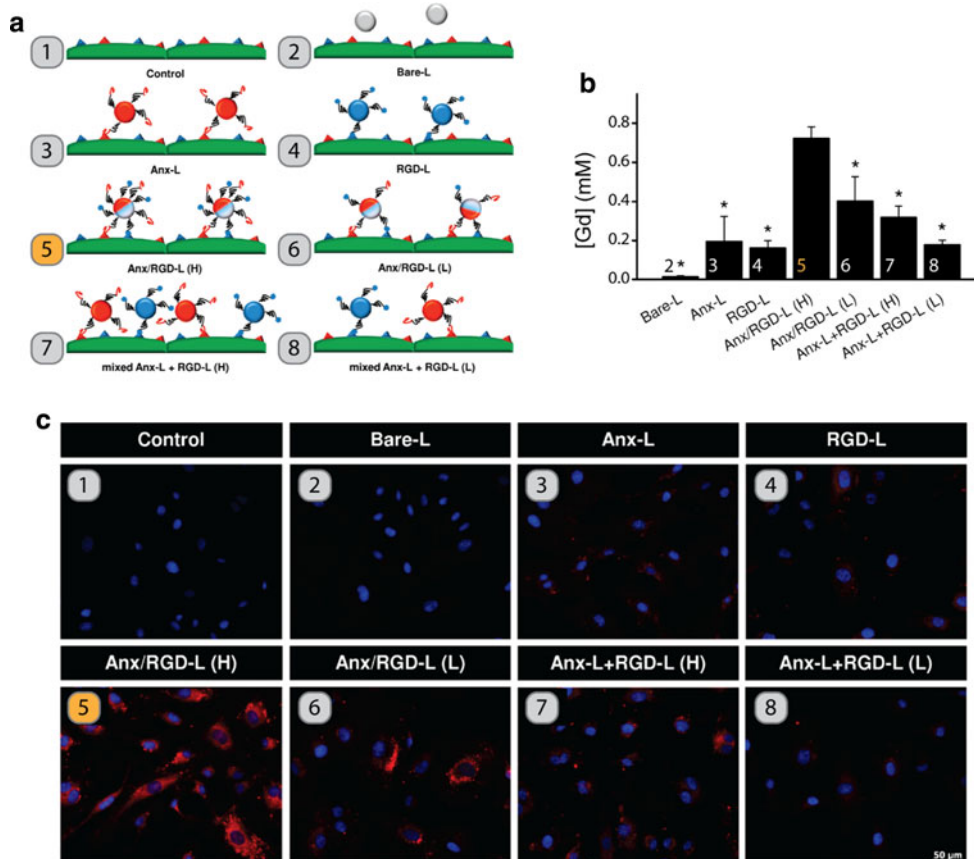 a
1
Control
2
Bare-L
3
Anx-L
4
RGD-L
5
Anx/RGD-L (H)
6
Anx/RGD-L (L)
7
mixed Anx-L + RGD-L (H)
8
mixed Anx-L + RGD-L (L)
b
[Gd] (mM)
0.8
0.6
0.4
0.2
0.0
2 *
3 *
4 *
5
6 *
7 *
8 *
Bare-L
Anx-L
RGD-L
Anx/RGD-L (H)
Anx/RGD-L (L)
Anx-L+RGD-L (H)
Anx-L+RGD-L (L)
c
Control Bare-L Anx-L RGD-L
1 2 3 4
Anx/RGD-L (H) Anx/RGD-L (L) Anx-L+RGD-L (H) Anx-L+RGD-L (L)
5 6 7 8
50 µm